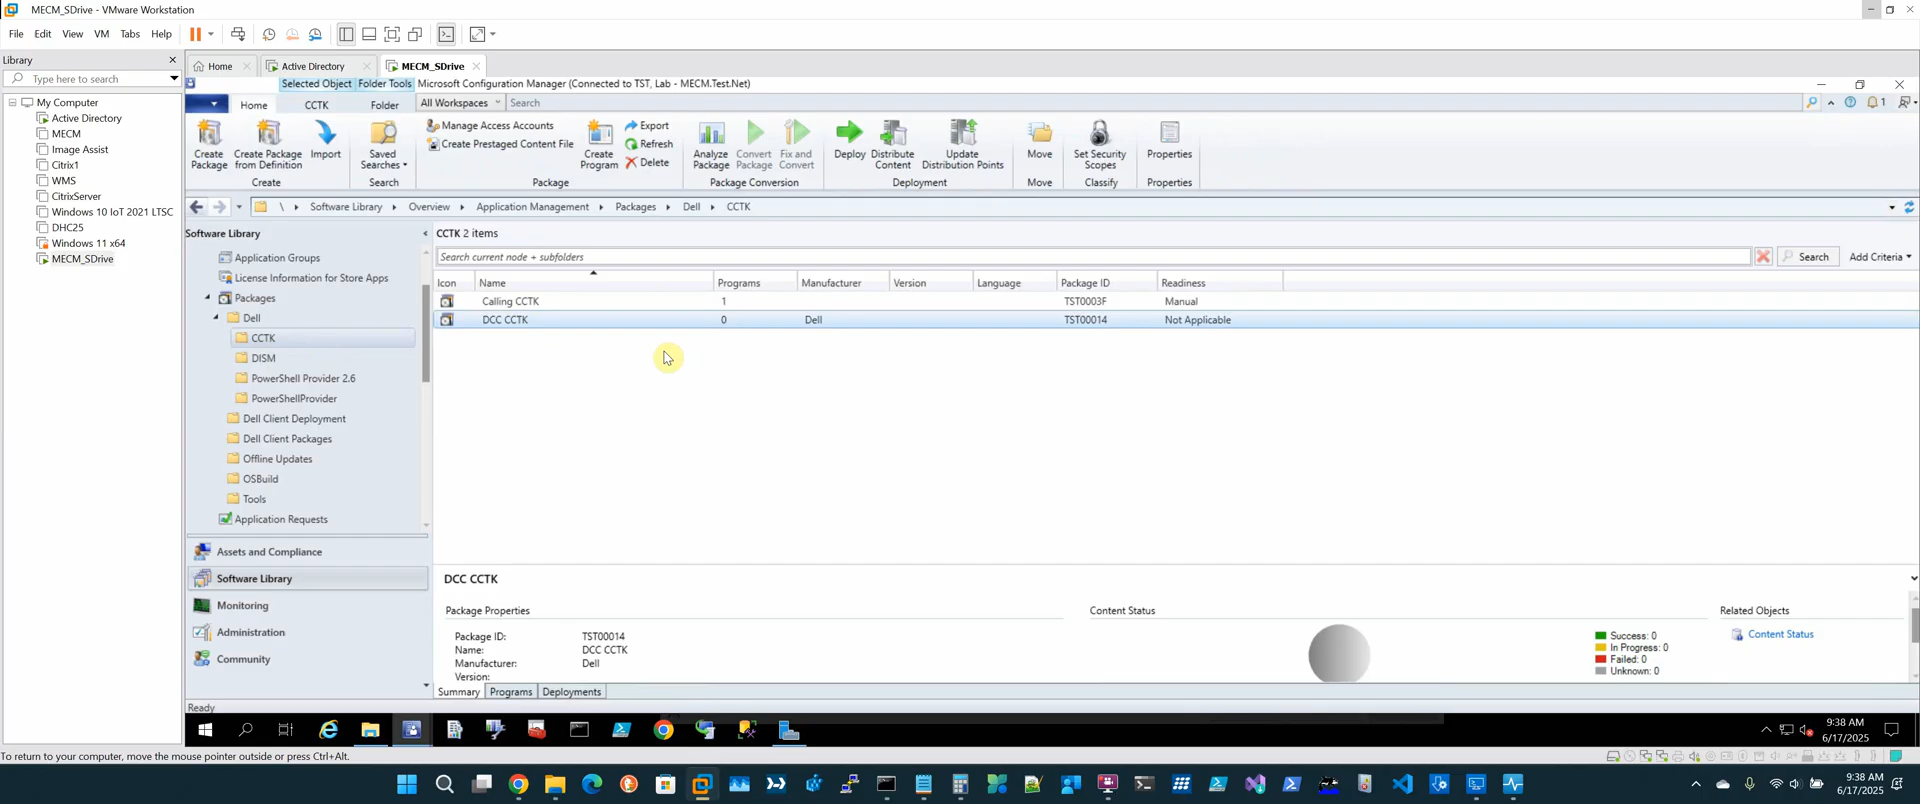 MECM_SDrive - VMware Workstation
File Edit View VM Tabs Help
Library
Type here to search
My Computer
Active Directory
MECM
Image Assist
Citrix1
WMS
CitrixServer
Windows 10 IoT 2021 LTSC
DHC25
Windows 11 x64
MECM_SDrive
Home Active Directory MECM_SDrive
Selected Object Folder Tools Microsoft Configuration Manager (Connected to TST, Lab - MECM.Test.Net)
Home CCTK Folder All Workspaces Search
1
Create Package
Create Package from Definition
Import
Create
Saved Searches
Search
Manage Access Accounts
Create Prestaged Content File
Create Program
Export
Refresh
Delete
Package
Analyze Package
Convert Package
Fix and Convert
Package Conversion
Deploy
Distribute Content
Update Distribution Points
Deployment
Move
Move
Set Security Scopes
Classify
Properties
Properties
\ Software Library Overview Application Management Packages Dell CCTK
Software Library
Application Groups
License Information for Store Apps
Packages
Dell
CCTK
DISM
PowerShell Provider 2.6
PowerShellProvider
Dell Client Deployment
Dell Client Packages
Offline Updates
OSBuild
Tools
Application Requests
Assets and Compliance
Software Library
Monitoring
Administration
Community
CCTK 2 items
Search current node + subfolders Search Add Criteria
Icon Name Programs Manufacturer Version Language Package ID Readiness
Calling CCTK 1 TST0003F Manual
DCC CCTK 0 Dell TST00014 Not Applicable
DCC CCTK
Package Properties
Package ID: TST00014
Name: DCC CCTK
Manufacturer: Dell
Version:
Content Status
Success: 0
In Progress: 0
Failed: 0
Unknown: 0
Related Objects
Content Status
Summary Programs Deployments
Ready
9:38 AM
6/17/2025
To return to your computer, move the mouse pointer outside or press Ctrl+Alt.
9:38 AM
6/17/2025